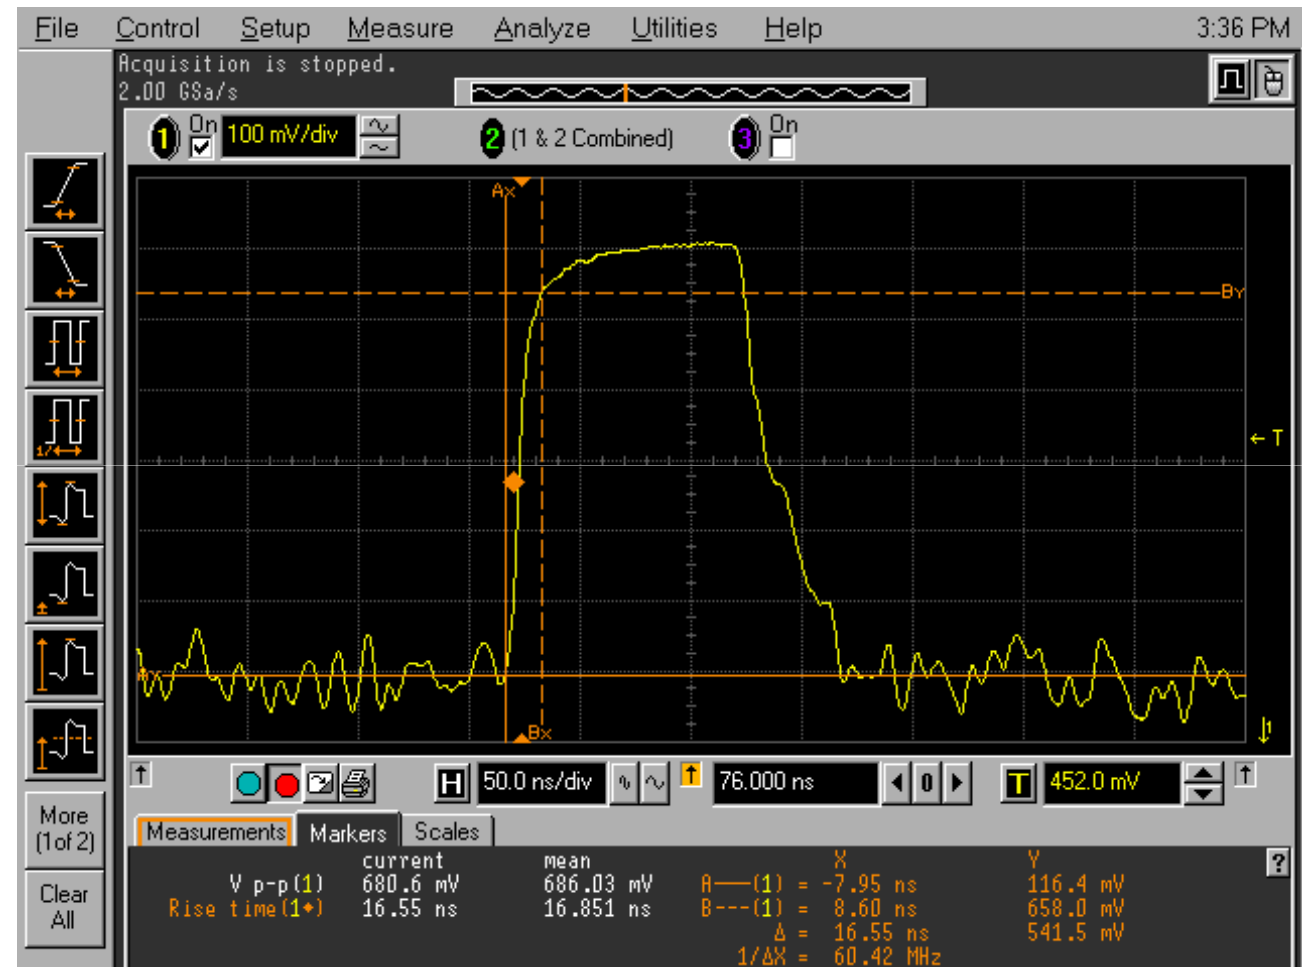 File Control Setup Measure Analyze Utilities Help 3:36 PM
Acquisition is stopped.
2.00 GSa/s
1 On 100 mV/div 2 (1 & 2 Combined) 3 On
Ax
By
← T
1/4
Ay
Bx
1
H 50.0 ns/div 76.000 ns 0 T 452.0 mV
More
(1of 2)
Clear
All
Measurements Markers Scales
current mean X Y ?
V p-p(1) 680.6 mV 686.03 mV A——(1) = -7.95 ns 116.4 mV
Rise time(1◆) 16.55 ns 16.851 ns B---(1) = 8.60 ns 658.0 mV
Δ = 16.55 ns 541.5 mV
1/ΔX = 60.42 MHz